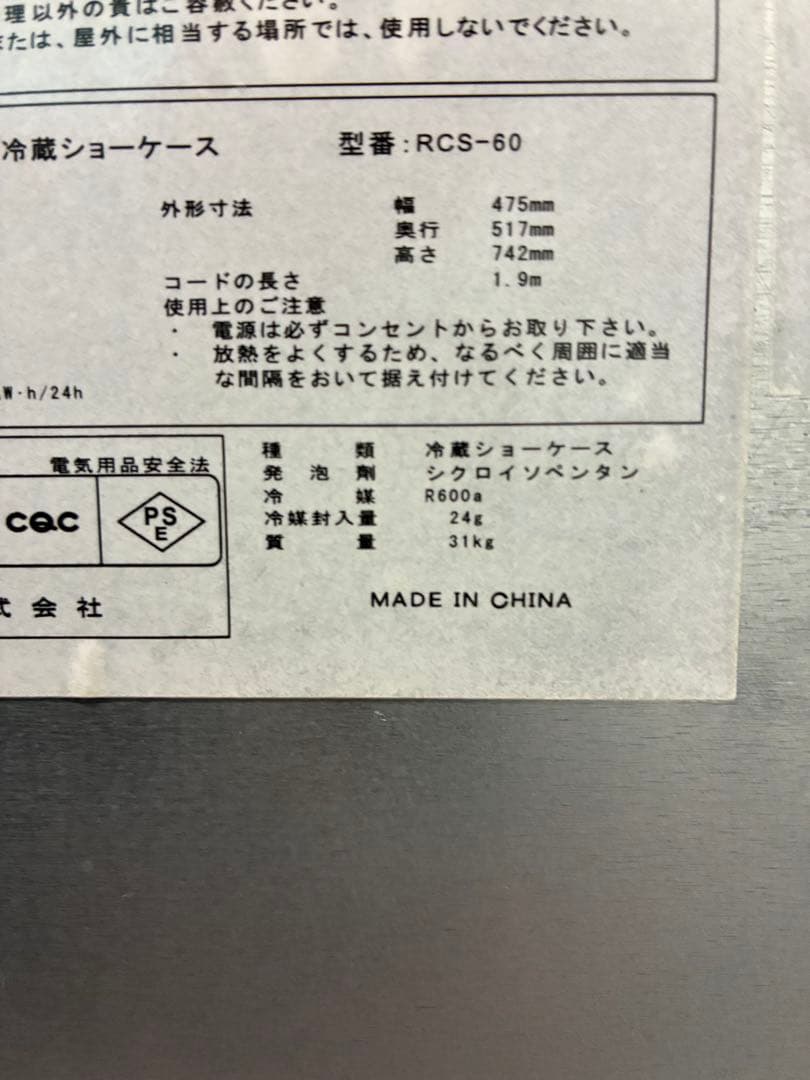 理以外の責はご容赦ください。
または、屋外に相当する場所では、使用しないでください。
冷蔵ショーケース 型番:RCS-60
外形寸法 幅 475mm
奥行 517mm
高さ 742mm
コードの長さ 1.9m
使用上のご注意
・ 電源は必ずコンセントからお取り下さい。
・ 放熱をよくするため、なるべく周囲に適当
な間隔をおいて据え付けてください。
W·h/24h
電気用品安全法
CQC PSE
式会社
種類 冷蔵ショーケース
発泡剤 シクロイソペンタン
冷媒 R600a
冷媒封入量 24g
質量 31kg
MADE IN CHINA